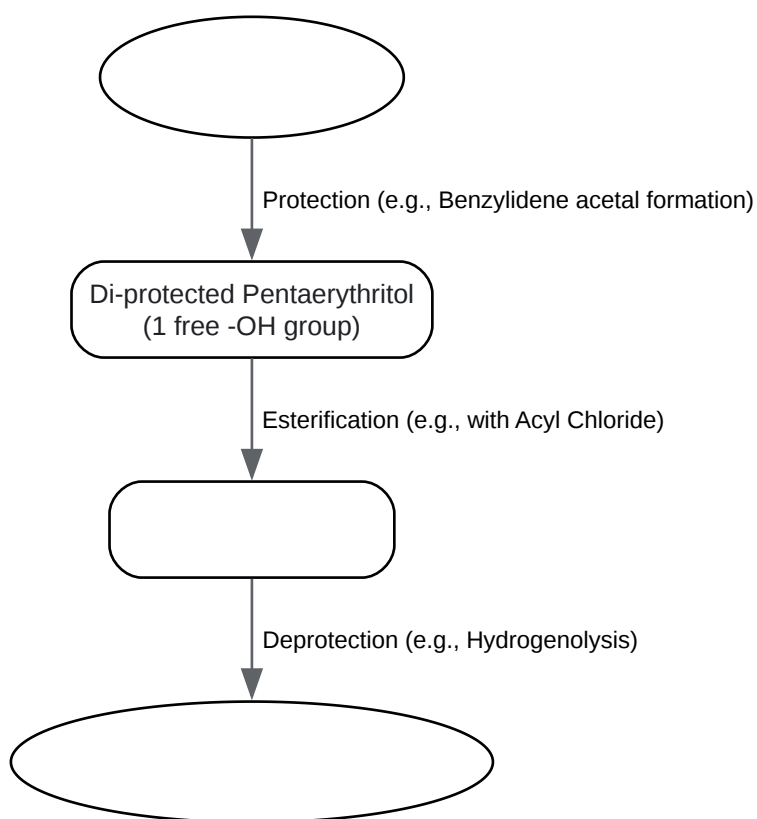 Protection (e.g., Benzylidene acetal formation)
Di-protected Pentaerythritol
(1 free -OH group)
Esterification (e.g., with Acyl Chloride)
Deprotection (e.g., Hydrogenolysis)